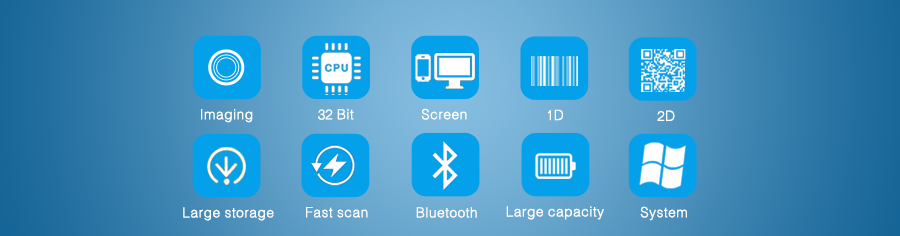 CPU
Imaging
32 Bit
Screen
1D
2D
Large storage
Fast scan
Bluetooth
Large capacity
System